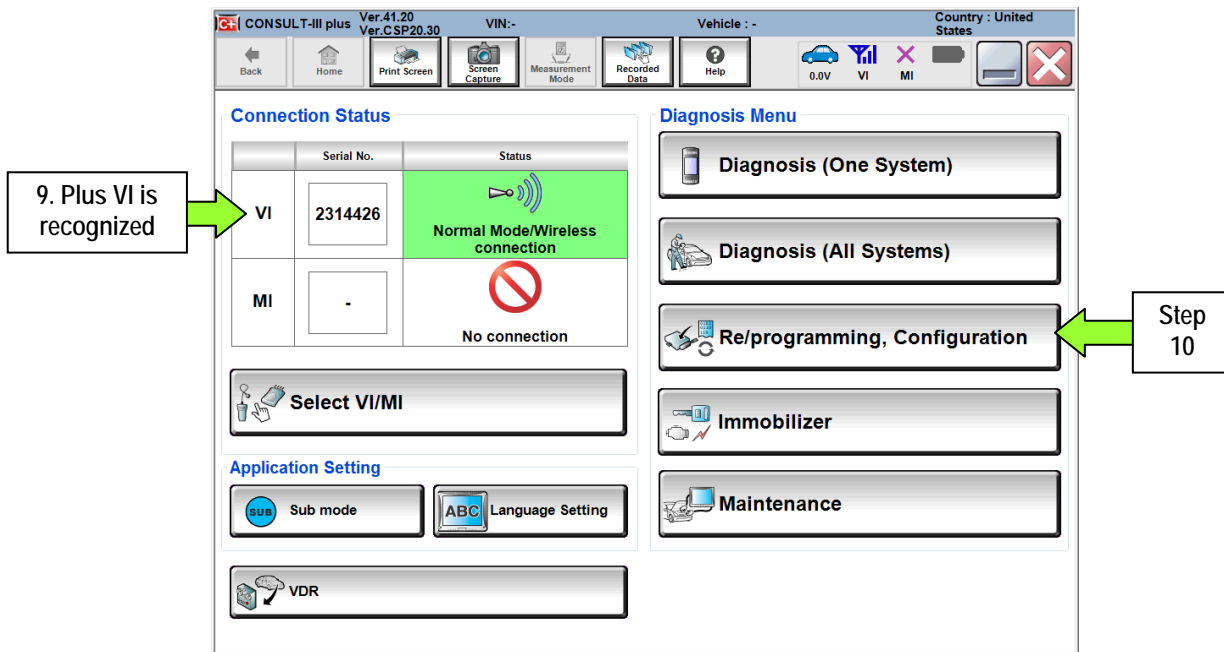 C+ CONSULT-III plus Ver.41.20 VIN:- Vehicle : - Country : United
Ver.CSP20.30 States
Back Home Print Screen Screen Capture Measurement Mode Recorded Data Help 0.0V VI MI
Connection Status
Serial No. Status
VI 2314426 Normal Mode/Wireless
connection
MI - No connection
Select VI/MI
Application Setting
SUB Sub mode ABC Language Setting
VDR
Diagnosis Menu
Diagnosis (One System)
Diagnosis (All Systems)
Re/programming, Configuration
Immobilizer
Maintenance
9. Plus VI is
recognized
Step
10